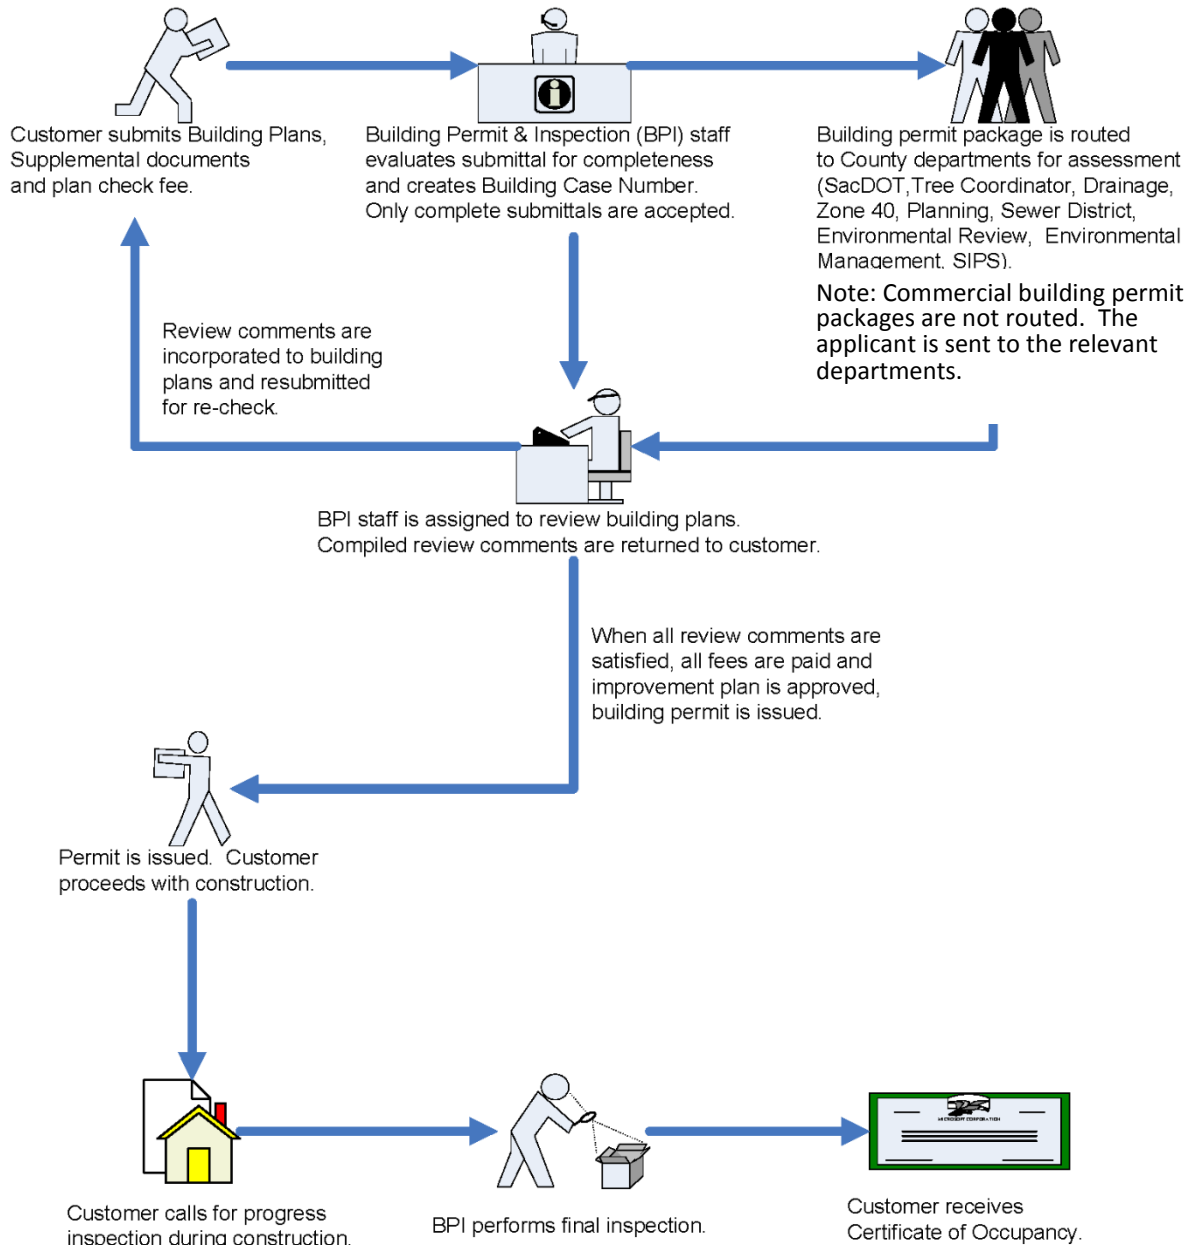 Customer submits Building Plans,
Supplemental documents
and plan check fee.
Building Permit & Inspection (BPI) staff
evaluates submittal for completeness
and creates Building Case Number.
Only complete submittals are accepted.
Building permit package is routed
to County departments for assessment
(SacDOT,Tree Coordinator, Drainage,
Zone 40, Planning, Sewer District,
Environmental Review, Environmental
Management, SIPS).
Note: Commercial building permit
packages are not routed. The
applicant is sent to the relevant
departments.
Review comments are
incorporated to building
plans and resubmitted
for re-check.
BPI staff is assigned to review building plans.
Compiled review comments are returned to customer.
When all review comments are
satisfied, all fees are paid and
improvement plan is approved,
building permit is issued.
Permit is issued. Customer
proceeds with construction.
MICROSOFT CORPORATION
Customer calls for progress
inspection during construction.
BPI performs final inspection.
Customer receives
Certificate of Occupancy.